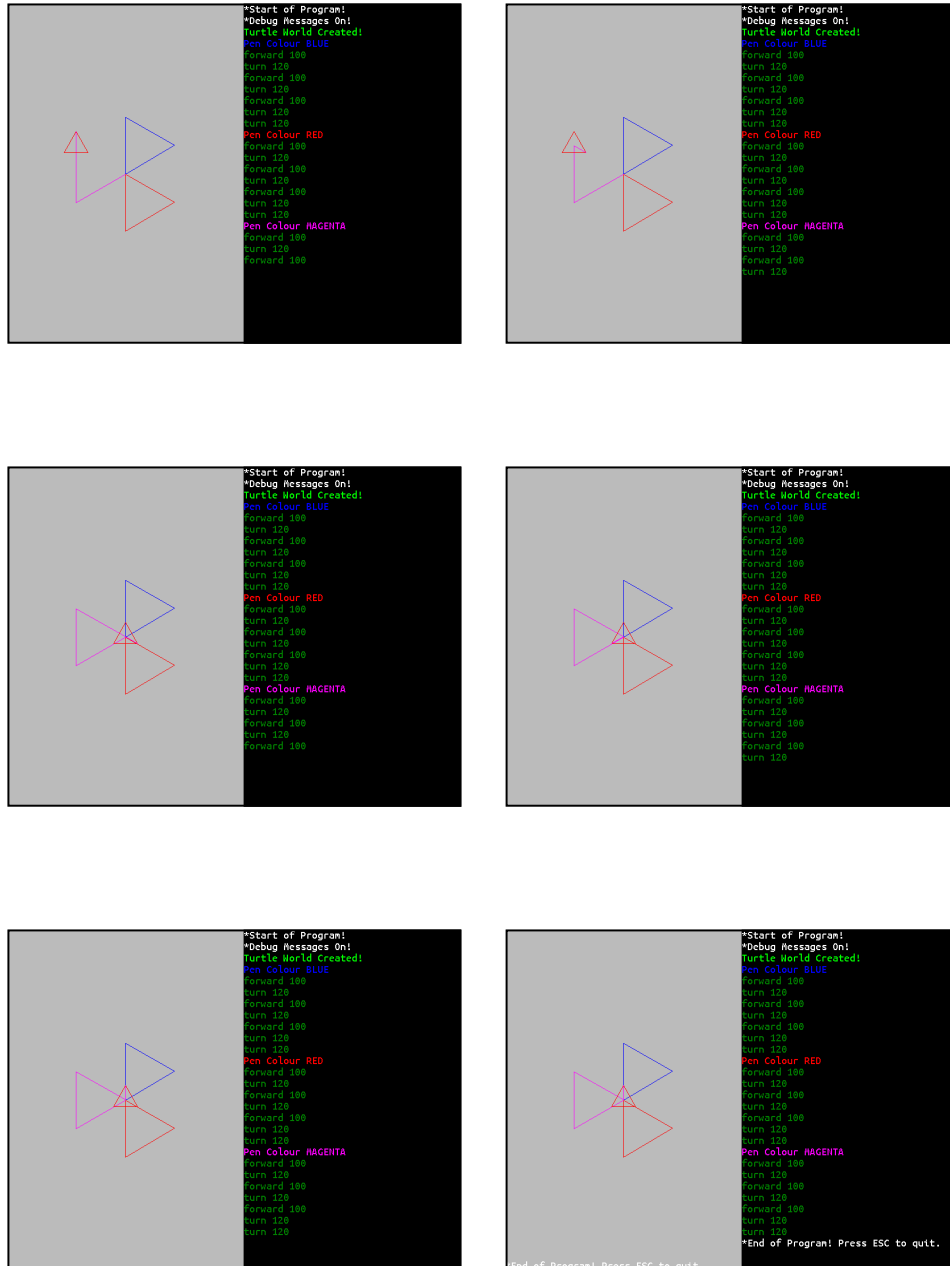 *Start of Program!
*Debug Messages On!
Turtle World Created!
Pen Colour BLUE
forward 100
turn 120
forward 100
turn 120
forward 100
turn 120
turn 120
Pen Colour RED
forward 100
turn 120
forward 100
turn 120
forward 100
turn 120
turn 120
Pen Colour MAGENTA
forward 100
turn 120
forward 100
*Start of Program!
*Debug Messages On!
Turtle World Created!
Pen Colour BLUE
forward 100
turn 120
forward 100
turn 120
forward 100
turn 120
turn 120
Pen Colour RED
forward 100
turn 120
forward 100
turn 120
forward 100
turn 120
turn 120
Pen Colour MAGENTA
forward 100
turn 120
forward 100
turn 120
*Start of Program!
*Debug Messages On!
Turtle World Created!
Pen Colour BLUE
forward 100
turn 120
forward 100
turn 120
forward 100
turn 120
turn 120
Pen Colour RED
forward 100
turn 120
forward 100
turn 120
forward 100
turn 120
turn 120
Pen Colour MAGENTA
forward 100
turn 120
forward 100
turn 120
forward 100
*Start of Program!
*Debug Messages On!
Turtle World Created!
Pen Colour BLUE
forward 100
turn 120
forward 100
turn 120
forward 100
turn 120
turn 120
Pen Colour RED
forward 100
turn 120
forward 100
turn 120
forward 100
turn 120
turn 120
Pen Colour MAGENTA
forward 100
turn 120
forward 100
turn 120
forward 100
turn 120
*Start of Program!
*Debug Messages On!
Turtle World Created!
Pen Colour BLUE
forward 100
turn 120
forward 100
turn 120
forward 100
turn 120
turn 120
Pen Colour RED
forward 100
turn 120
forward 100
turn 120
forward 100
turn 120
turn 120
Pen Colour MAGENTA
forward 100
turn 120
forward 100
turn 120
forward 100
turn 120
turn 120
*Start of Program!
*Debug Messages On!
Turtle World Created!
Pen Colour BLUE
forward 100
turn 120
forward 100
turn 120
forward 100
turn 120
turn 120
Pen Colour RED
forward 100
turn 120
forward 100
turn 120
forward 100
turn 120
turn 120
Pen Colour MAGENTA
forward 100
turn 120
forward 100
turn 120
forward 100
turn 120
turn 120
*End of Program! Press ESC to quit.
*End of Program! Press ESC to quit.